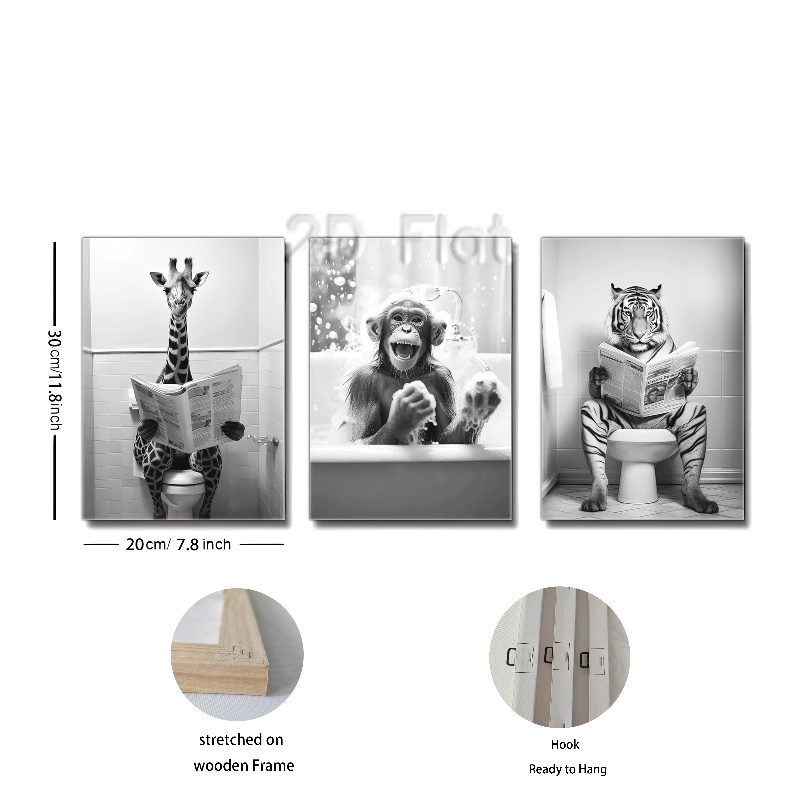 2D Flat
30cm/11.8inch
20cm/ 7.8 inch
stretched on
wooden Frame
Hook
Ready to Hang